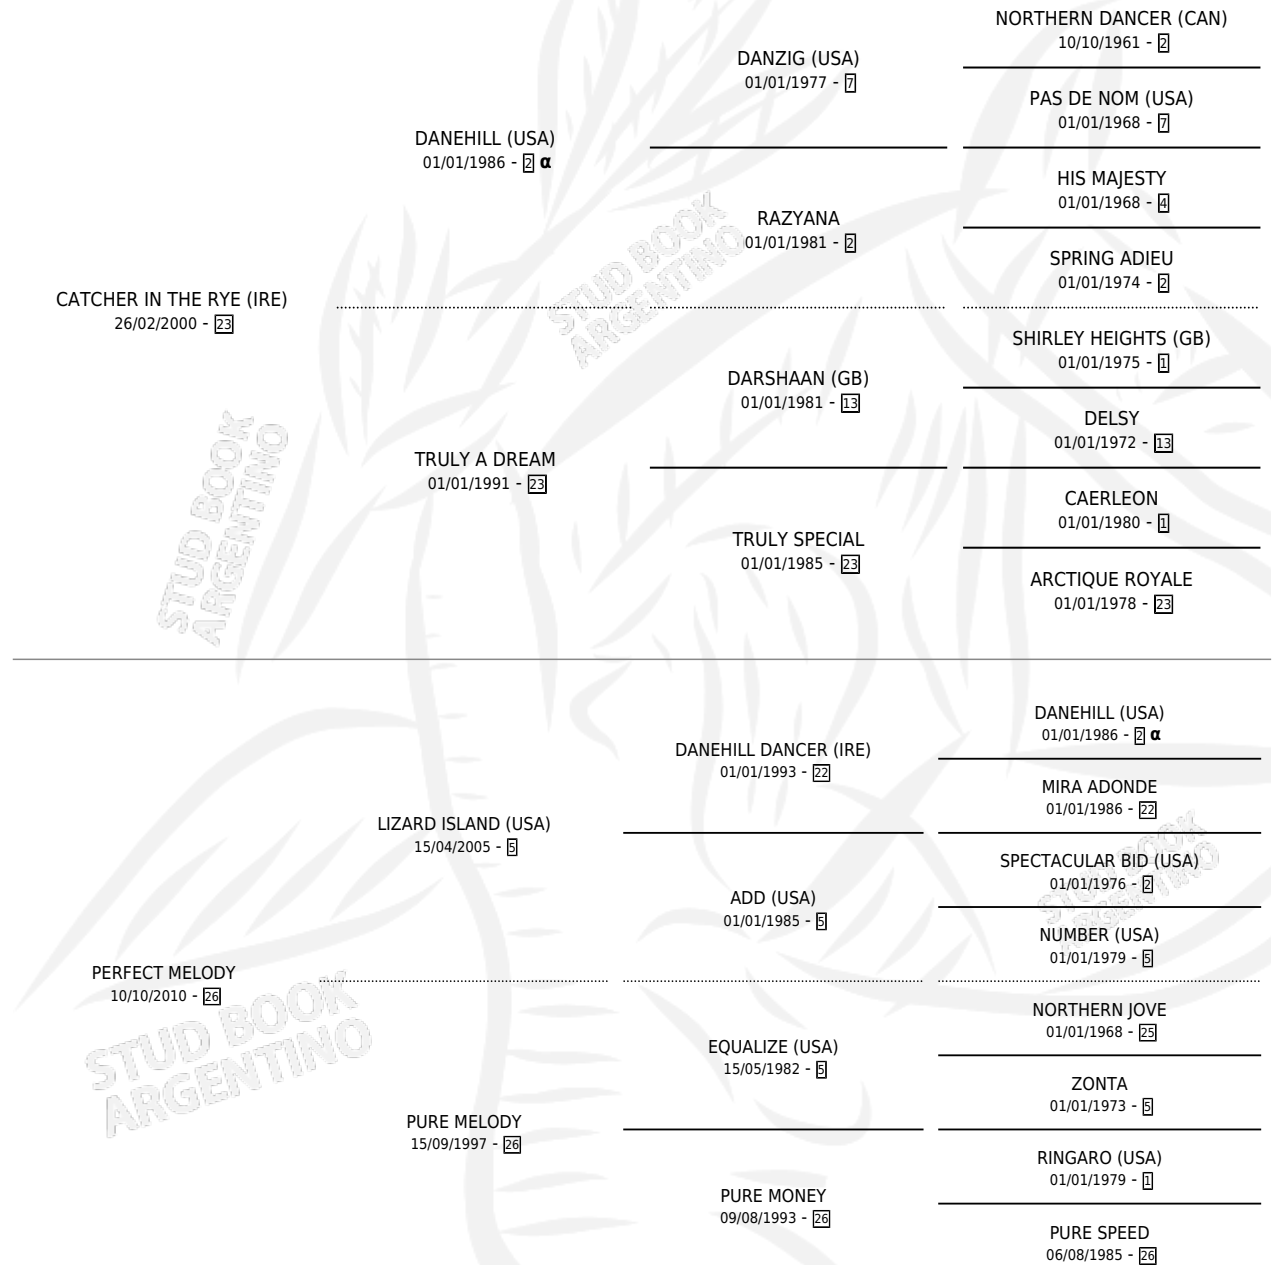 NORTHERN DANCER (CAN)
10/10/1961 - 2
DANZIG (USA)
01/01/1977 - 7
PAS DE NOM (USA)
01/01/1968 - 7
DANEHILL (USA)
01/01/1986 - 2 α
HIS MAJESTY
01/01/1968 - 4
RAZYANA
01/01/1981 - 2
SPRING ADIEU
01/01/1974 - 2
CATCHER IN THE RYE (IRE)
26/02/2000 - 23
SHIRLEY HEIGHTS (GB)
01/01/1975 - 1
DARSHAAN (GB)
01/01/1981 - 13
DELSY
01/01/1972 - 13
TRULY A DREAM
01/01/1991 - 23
CAERLEON
01/01/1980 - 1
TRULY SPECIAL
01/01/1985 - 23
ARCTIQUE ROYALE
01/01/1978 - 23
STUD BOOK
ARGENTINO
STUD BOOK
ARGENTINO
DANEHILL (USA)
01/01/1986 - 2 α
DANEHILL DANCER (IRE)
01/01/1993 - 22
MIRA ADONDE
01/01/1986 - 22
LIZARD ISLAND (USA)
15/04/2005 - 5
SPECTACULAR BID (USA)
01/01/1976 - 2
ADD (USA)
01/01/1985 - 5
NUMBER (USA)
01/01/1979 - 5
PERFECT MELODY
10/10/2010 - 26
NORTHERN JOVE
01/01/1968 - 25
EQUALIZE (USA)
15/05/1982 - 5
ZONTA
01/01/1973 - 5
PURE MELODY
15/09/1997 - 26
RINGARO (USA)
01/01/1979 - 1
PURE MONEY
09/08/1993 - 26
PURE SPEED
06/08/1985 - 26
STUD BOOK
ARGENTINO
STUD BOOK
ARGENTINO